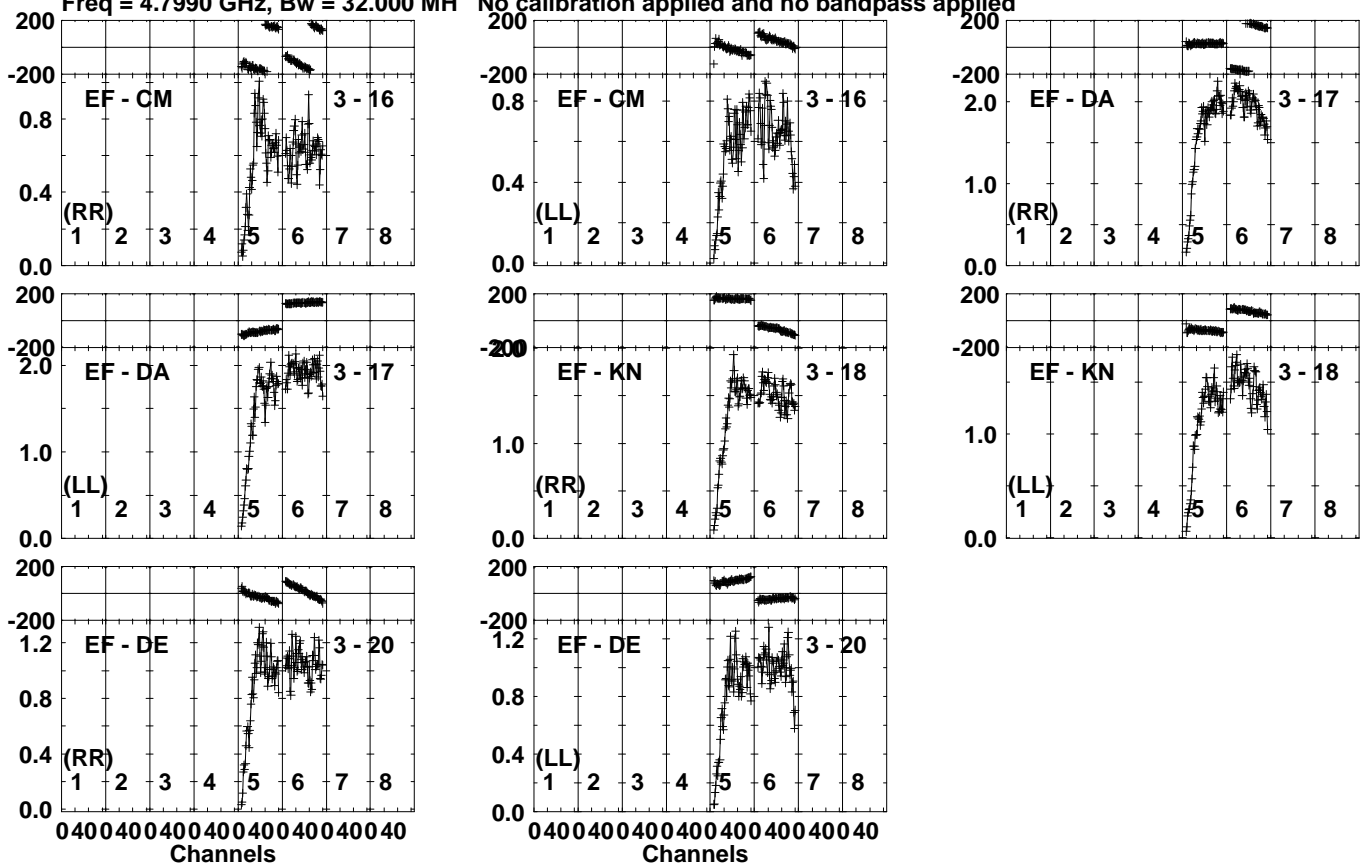 Freq = 4.7990 GHz, Bw = 32.000 MH No calibration applied and no bandpass applied
200 200 200
-200 -200 -200
EF - CM 3 - 16 EF - CM 3 - 16 EF - DA 3 - 17
0.8 0.8 2.0
0.4 0.4 1.0
(RR) (LL) (RR)
1 2 3 4 5 6 7 8 1 2 3 4 5 6 7 8 1 2 3 4 5 6 7 8
0.0 0.0 0.0
200 200 200
-200 -200 -200
2.0 2.0
EF - DA 3 - 17 EF - KN 3 - 18 EF - KN 3 - 18
1.0 1.0 1.0
(LL) (RR) (LL)
1 2 3 4 5 6 7 8 1 2 3 4 5 6 7 8 1 2 3 4 5 6 7 8
0.0 0.0 0.0
200 200
-200 -200
EF - DE 3 - 20 EF - DE 3 - 20
1.2 1.2
0.8 0.8
0.4 0.4
(RR) (LL)
1 2 3 4 5 6 7 8 1 2 3 4 5 6 7 8
0.0 0.0
0 40 0 40 0 40 0 40 0 40 0 40 0 40 0 40 0 40 0 40 0 40 0 40 0 40 0 40 0 40 0 40
Channels Channels